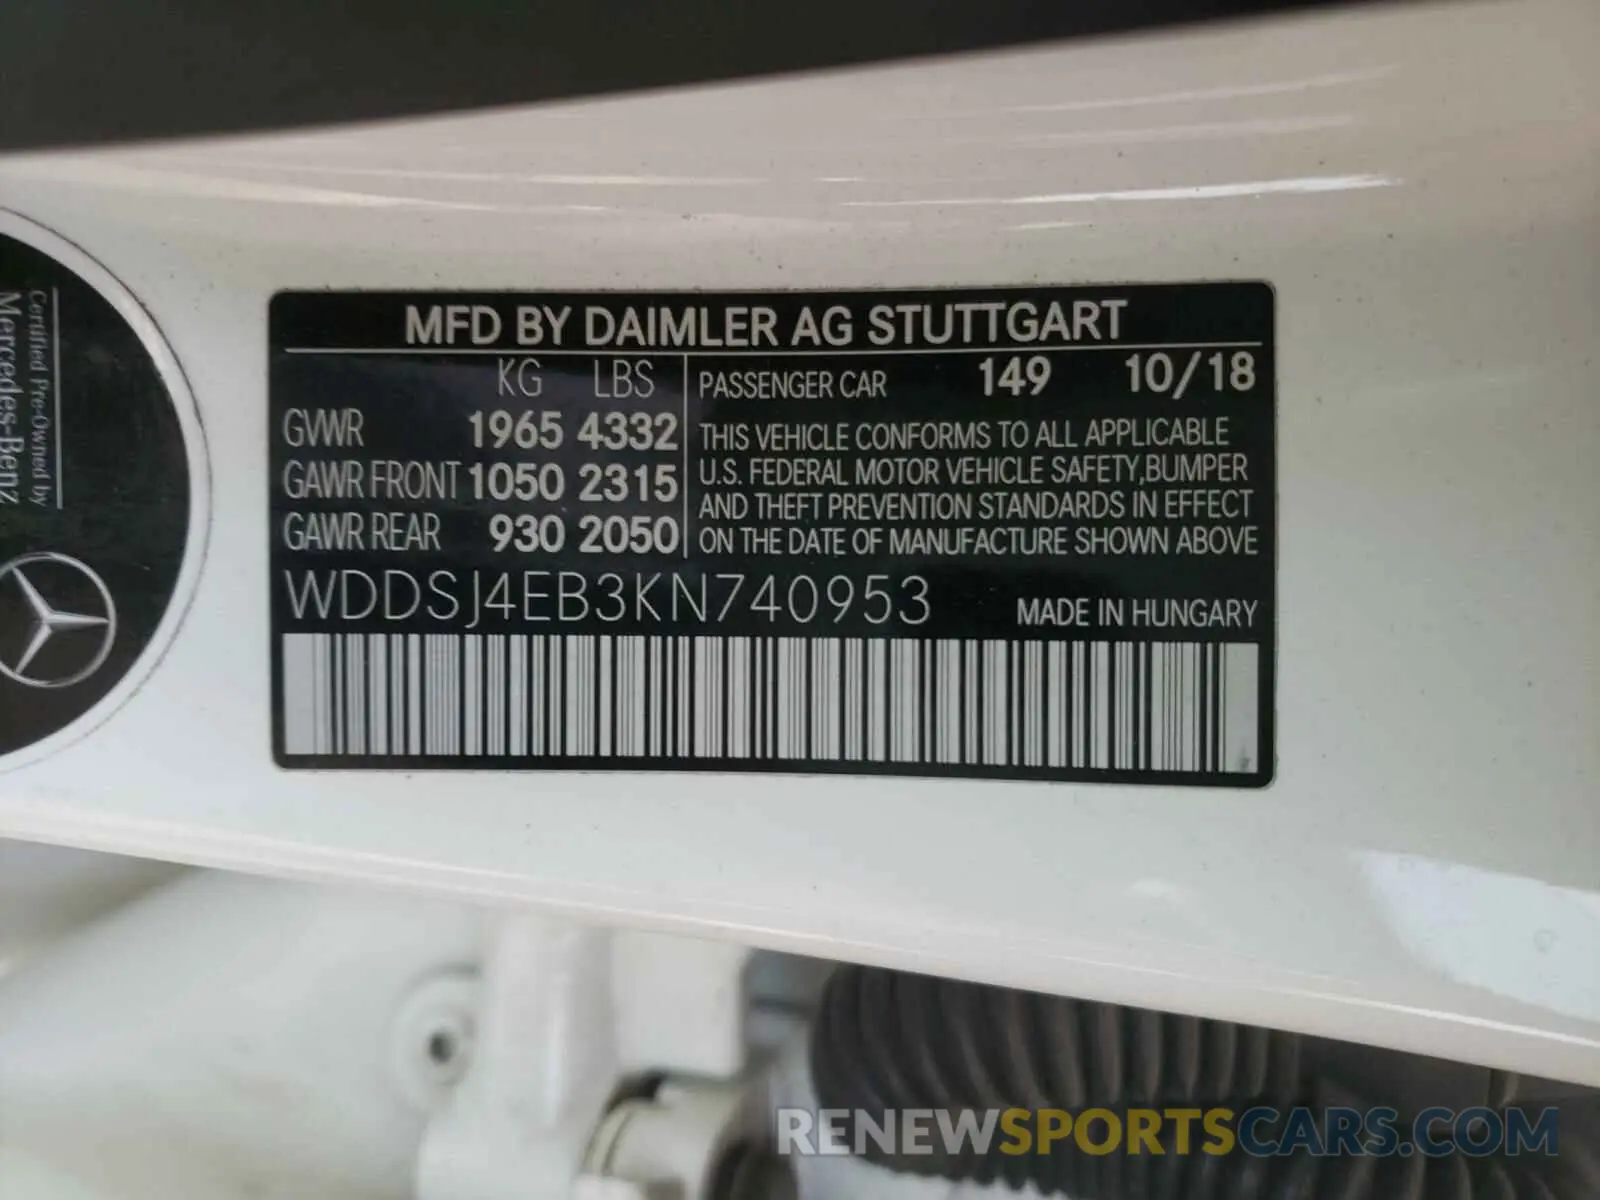 MFD BY DAIMLER AG STUTTGART
KG LBS
GVWR 1965 4332
GAWR FRONT 1050 2315
GAWR REAR 930 2050
PASSENGER CAR 149 10/18
THIS VEHICLE CONFORMS TO ALL APPLICABLE
U.S. FEDERAL MOTOR VEHICLE SAFETY,BUMPER
AND THEFT PREVENTION STANDARDS IN EFFECT
ON THE DATE OF MANUFACTURE SHOWN ABOVE
WDDSJ4EB3KN740953 MADE IN HUNGARY
Certified Pre-Owned by
Mercedes-Benz
RENEWSPORTSCARS.COM